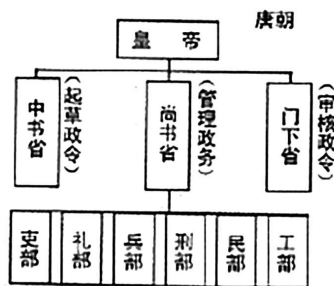 唐朝
皇帝
中书省
(起草政令)
尚书省
(管理政务)
门下省
(审核政令)
吏部
礼部
兵部
刑部
民部
工部